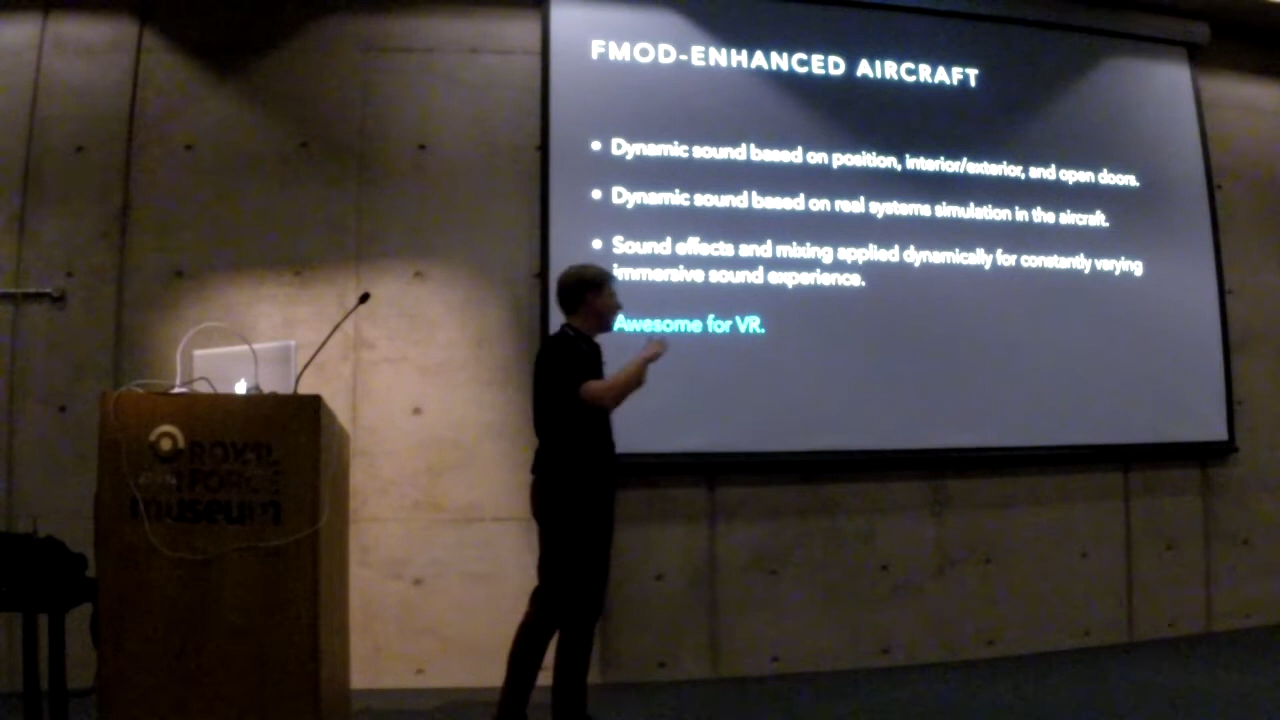 FMOD-ENHANCED AIRCRAFT
• Dynamic sound based on position, interior/exterior, and open doors.
• Dynamic sound based on real systems simulation in the aircraft.
• Sound effects and mixing applied dynamically for constantly varying
immersive sound experience.
Awesome for VR.
ROYAL
AIR FORCE
museum